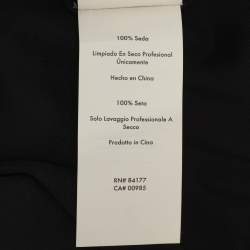 100% Seda
Limpiado En Seco Profesional
Únicamente
Hecho en China
100% Seta
Solo Lavaggio Professionale A
Secco
Prodotto in Cina
RN# 84177
CA# 00985